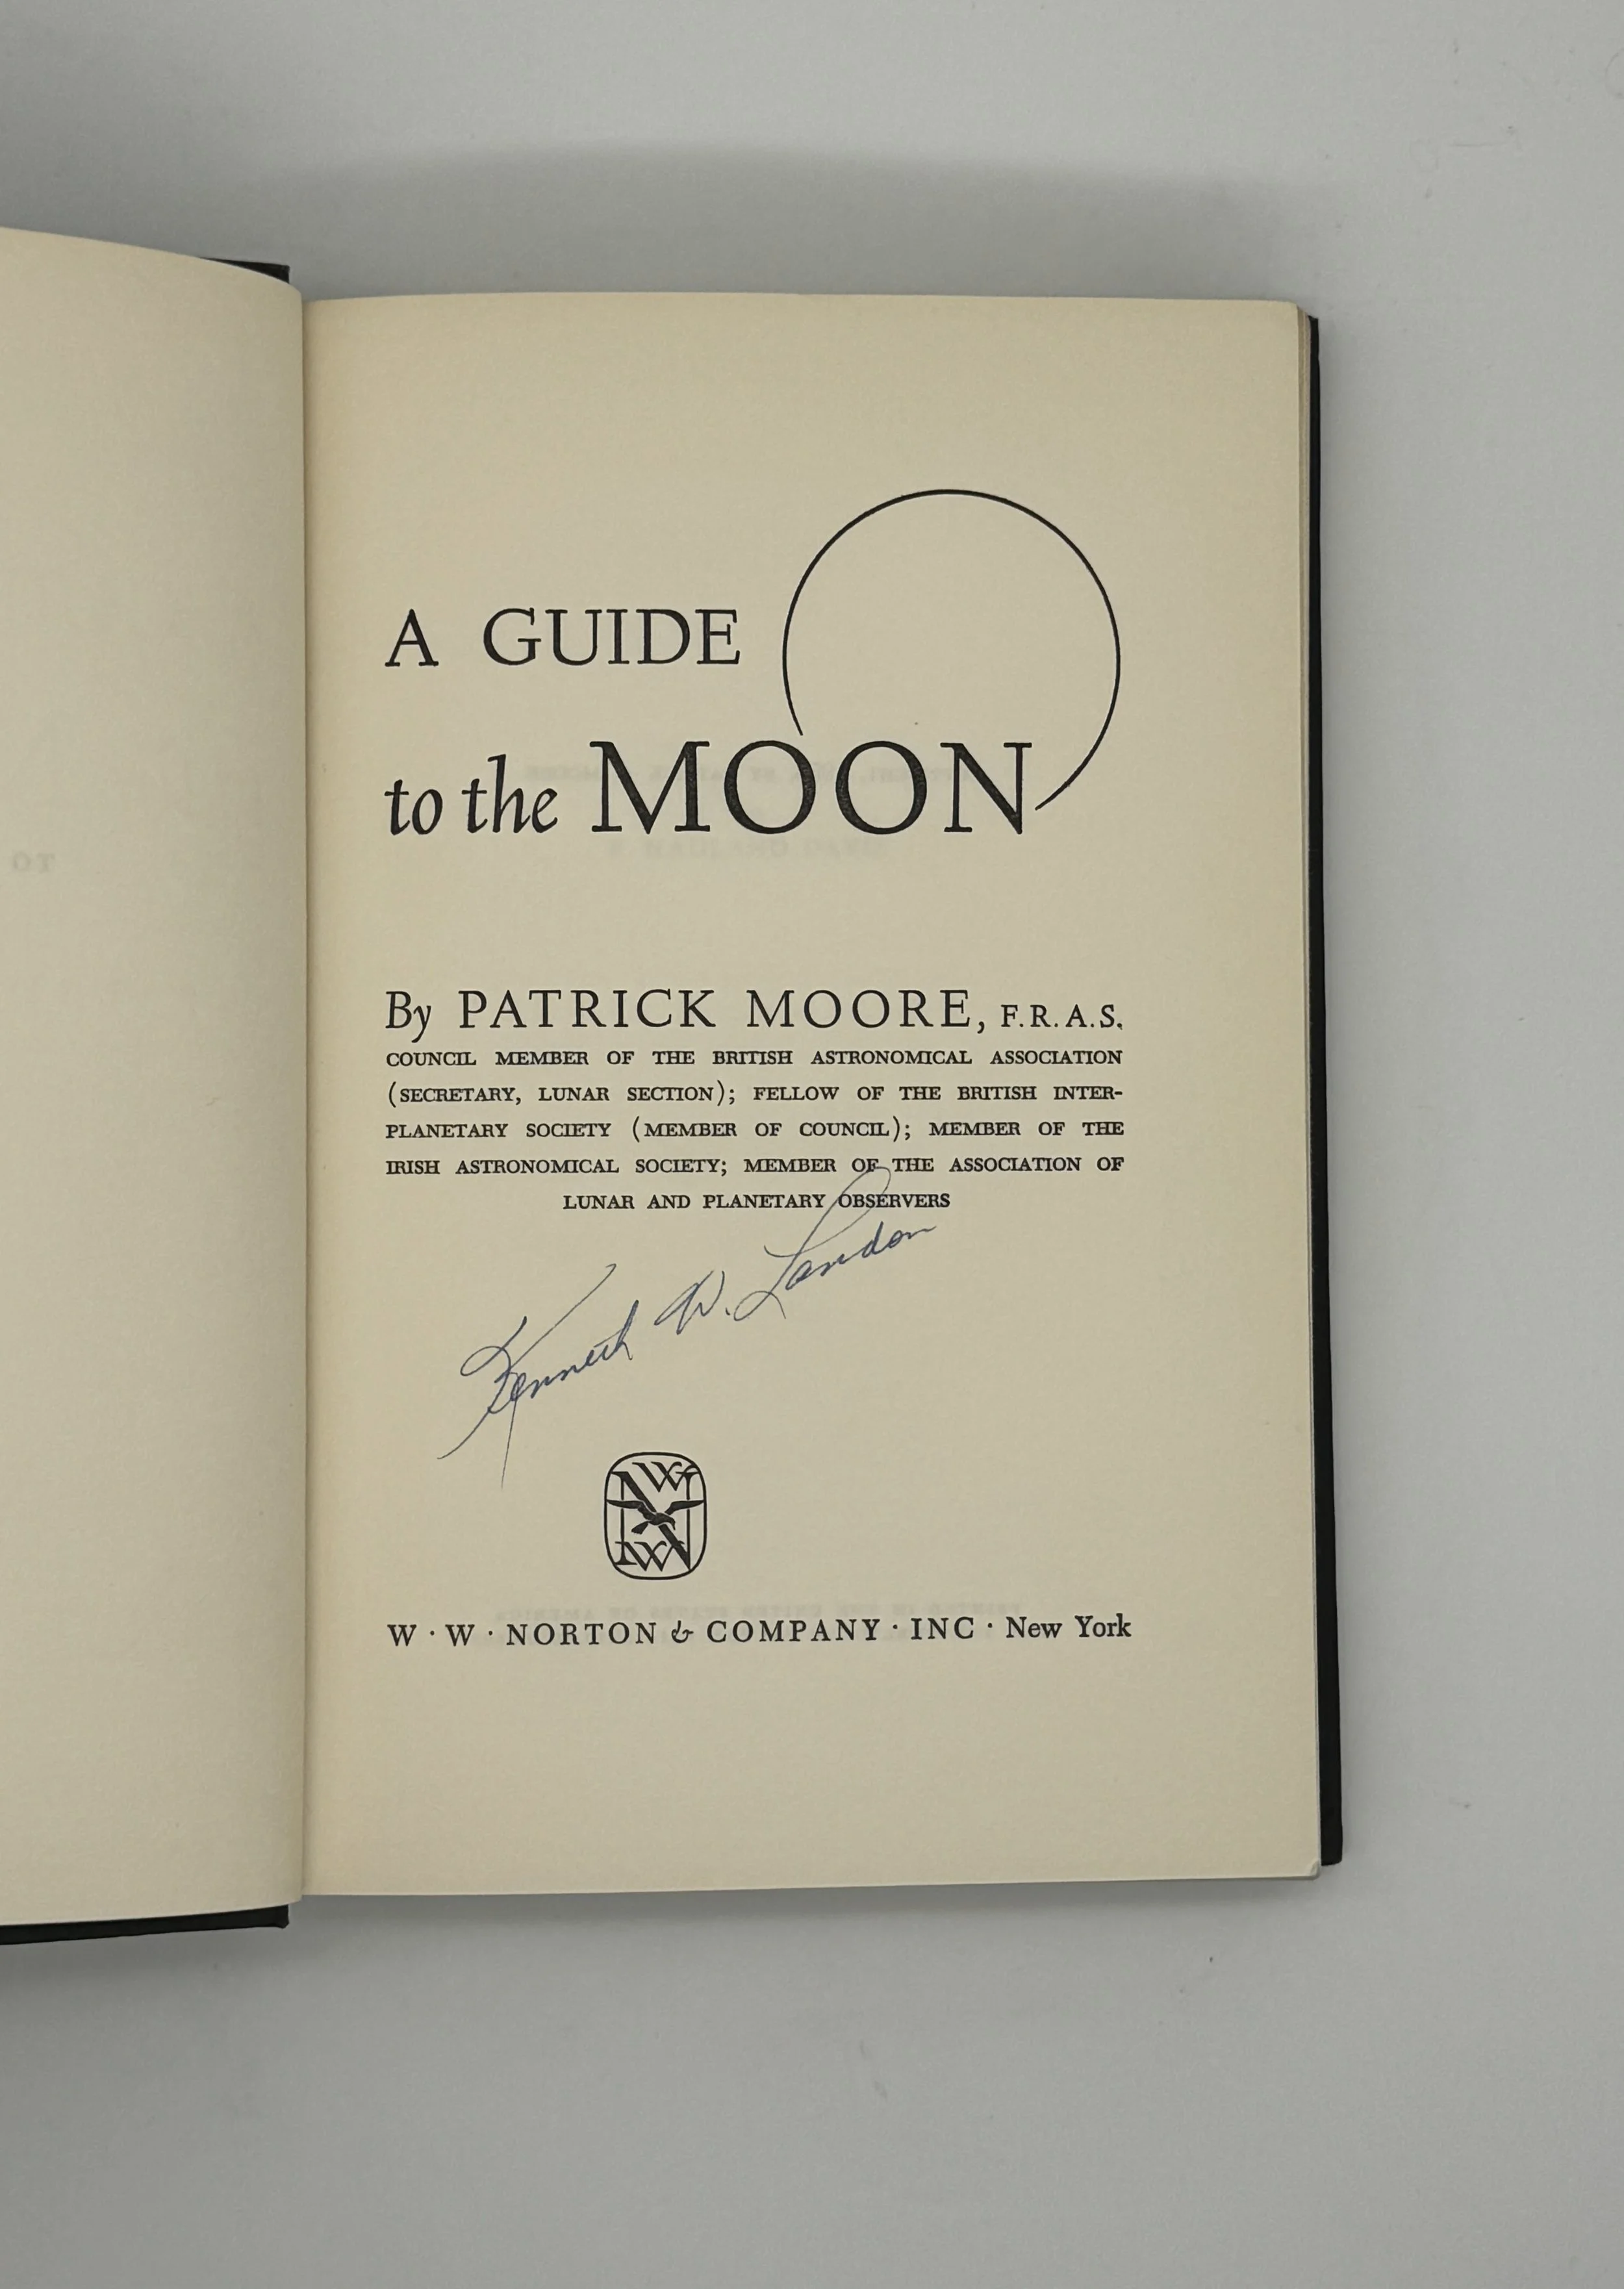 A GUIDE
to the MOON
By PATRICK MOORE, F.R.A.S.
COUNCIL MEMBER OF THE BRITISH ASTRONOMICAL ASSOCIATION
(SECRETARY, LUNAR SECTION); FELLOW OF THE BRITISH INTER-
PLANETARY SOCIETY (MEMBER OF COUNCIL); MEMBER OF THE
IRISH ASTRONOMICAL SOCIETY; MEMBER OF THE ASSOCIATION OF
LUNAR AND PLANETARY OBSERVERS
Kenneth W. Landon
W · W · NORTON & COMPANY · INC · New York